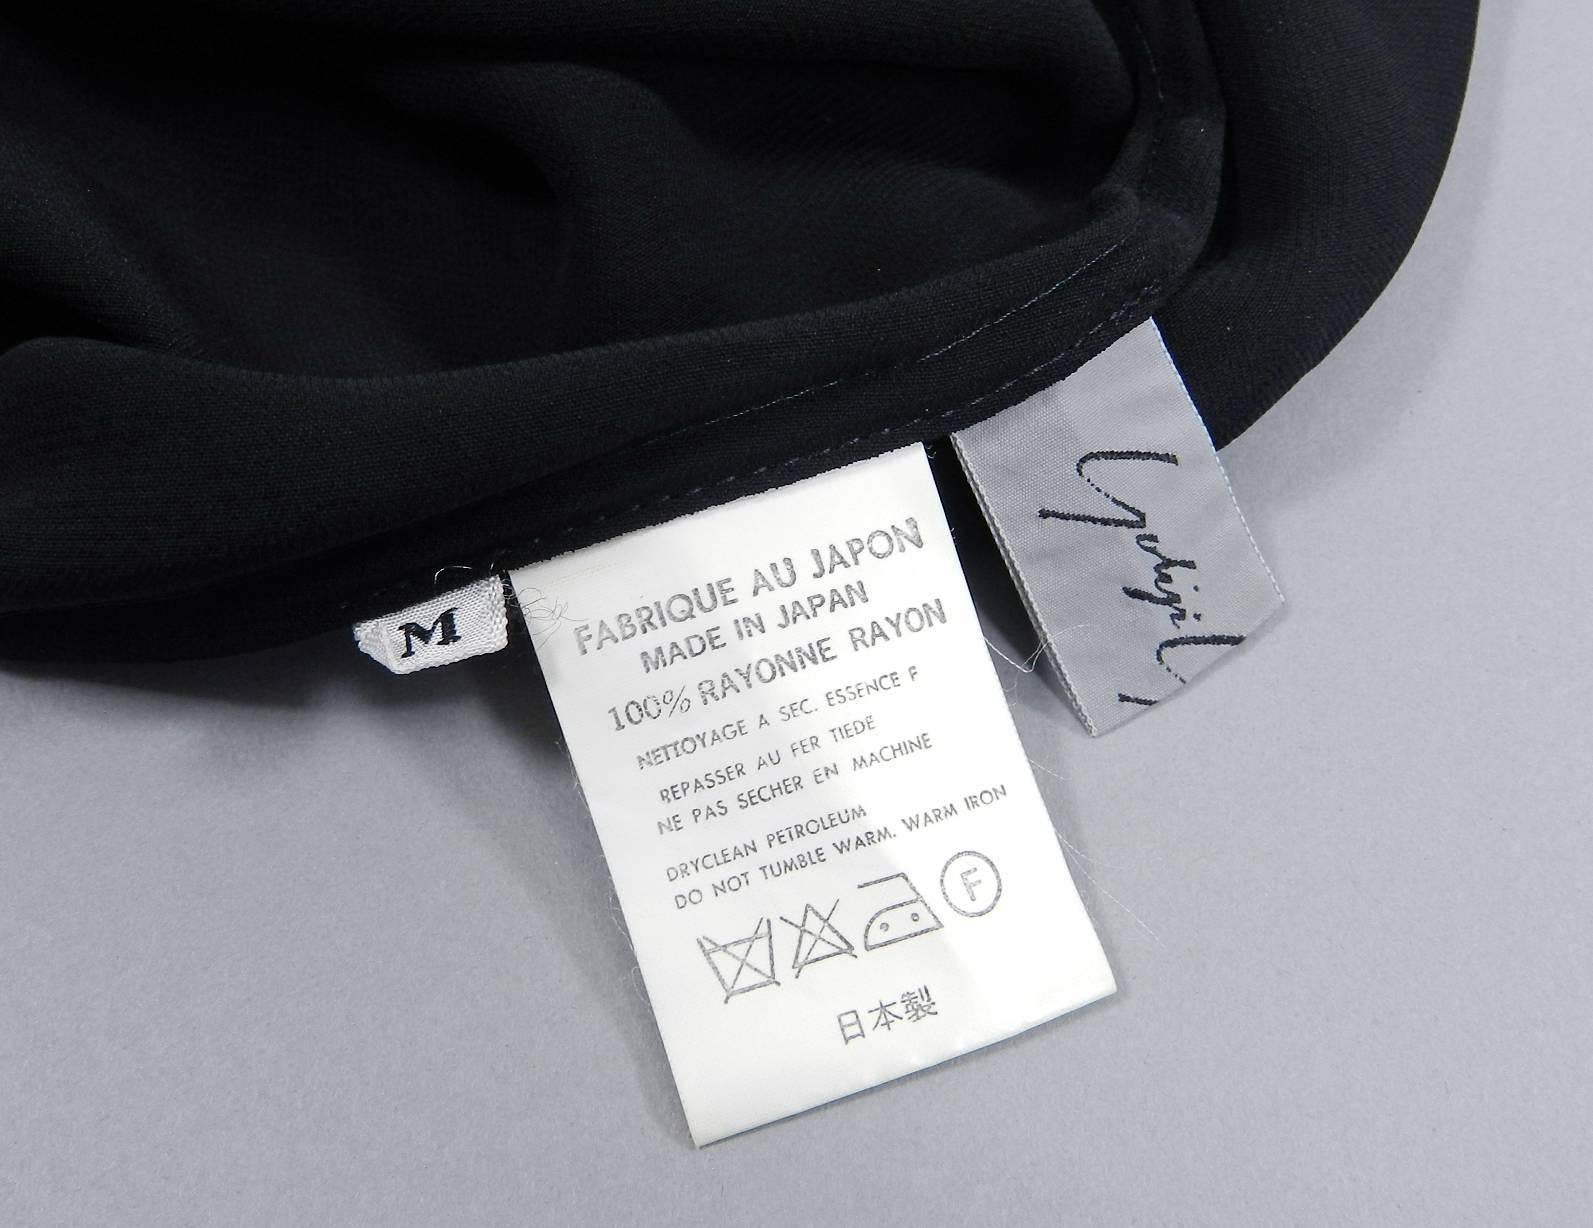 M
FABRIQUE AU JAPON
MADE IN JAPAN
100% RAYONNE RAYON
NETTOYAGE A SEC. ESSENCE F
REPASSER AU FER TIEDE
NE PAS SECHER EN MACHINE
DRYCLEAN PETROLEUM
DO NOT TUMBLE WARM. WARM IRON
F
日本製